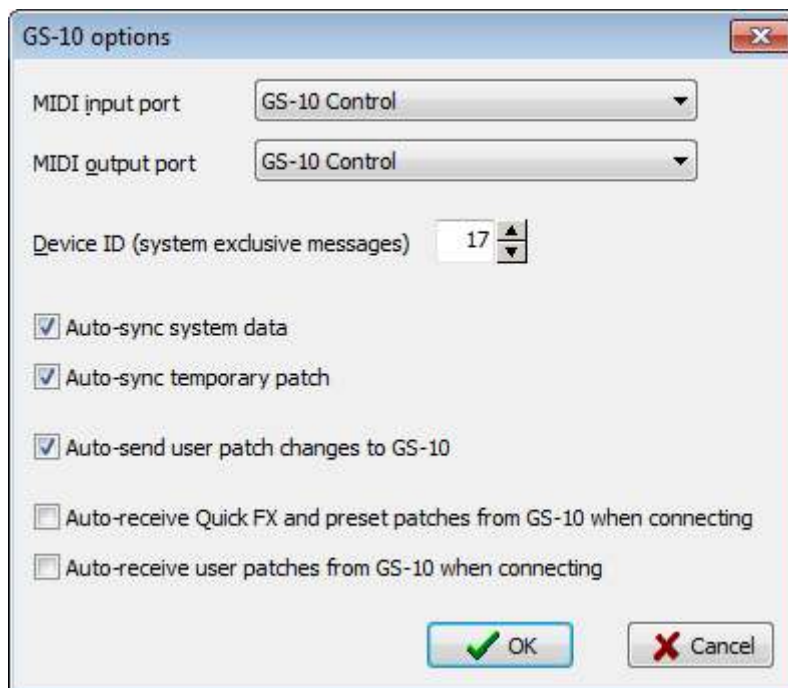 GS-10 options
MIDI input port GS-10 Control
MIDI output port GS-10 Control
Device ID (system exclusive messages) 17
Auto-sync system data
Auto-sync temporary patch
Auto-send user patch changes to GS-10
Auto-receive Quick FX and preset patches from GS-10 when connecting
Auto-receive user patches from GS-10 when connecting
OK Cancel